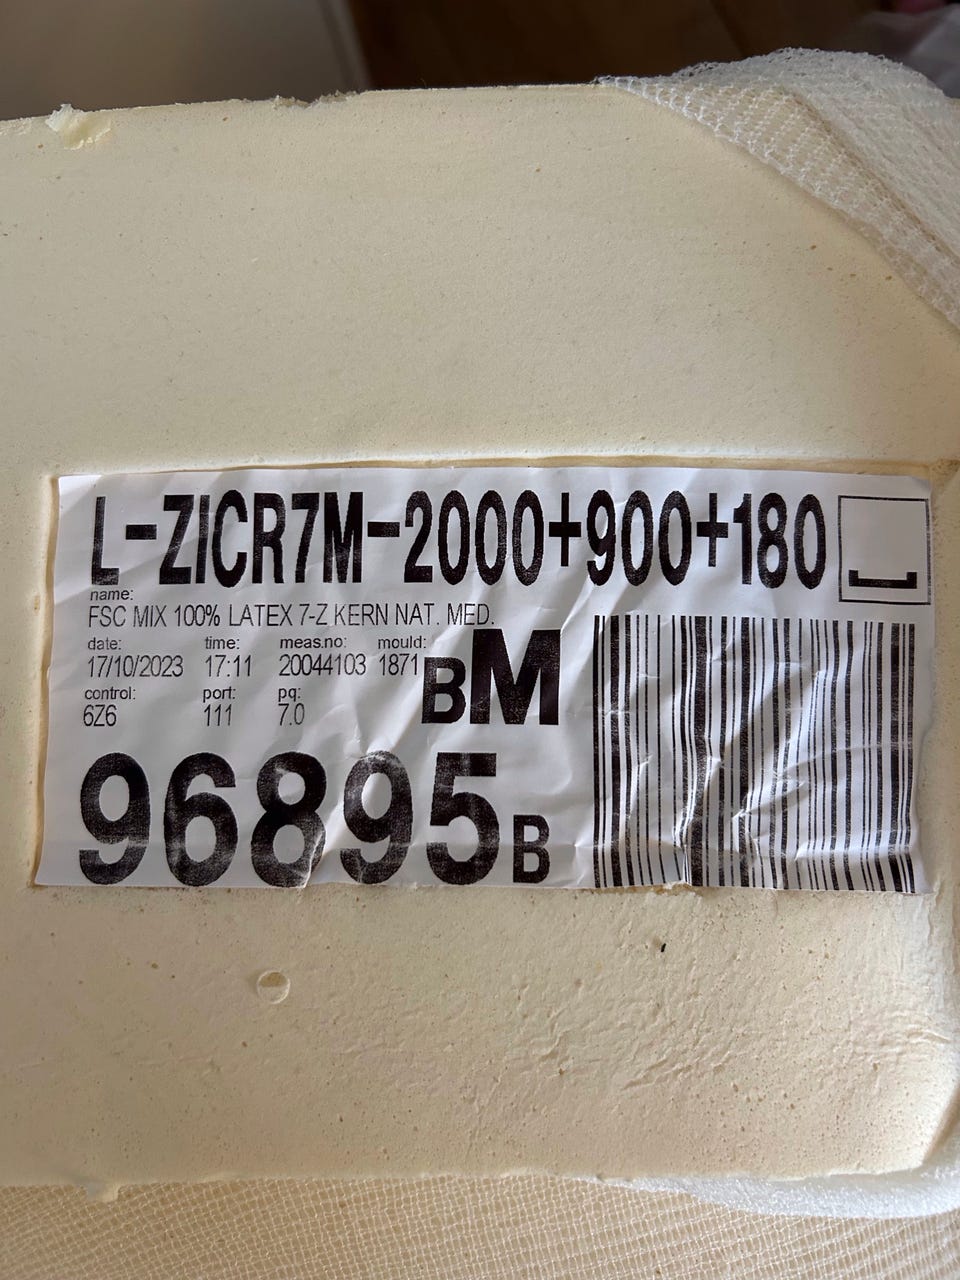 L-ZICR7M-2000+900+180
name:
FSC MIX 100% LATEX 7-Z KERN NAT. MED.
date: time: meas.no: mould:
17/10/2023 17:11 20044103 1871
BM
control: port: pq:
6Z6 111 7.0
96895B